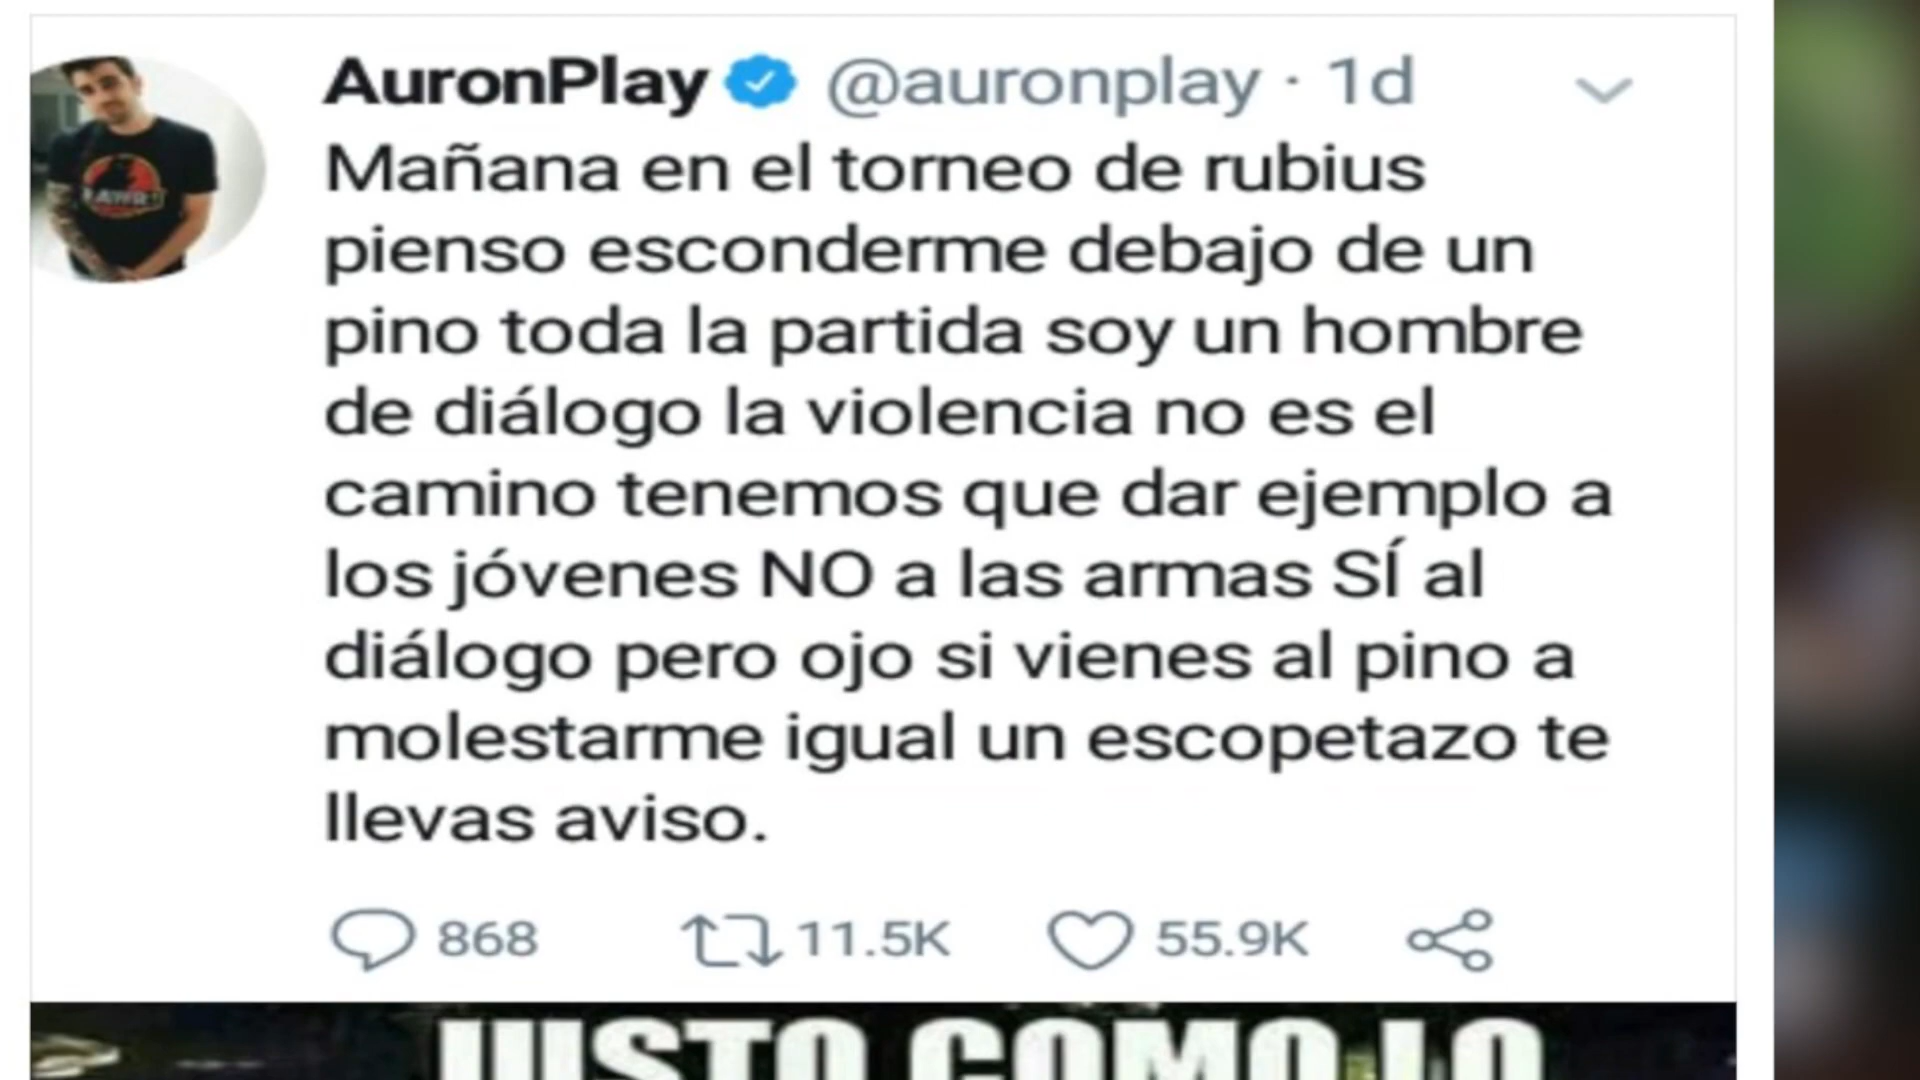 AuronPlay @auronplay · 1d
Mañana en el torneo de rubius
pienso esconderme debajo de un
pino toda la partida soy un hombre
de diálogo la violencia no es el
camino tenemos que dar ejemplo a
los jóvenes NO a las armas SÍ al
diálogo pero ojo si vienes al pino a
molestarme igual un escopetazo te
llevas aviso.
868 11.5K 55.9K
JUSTO COMO LO